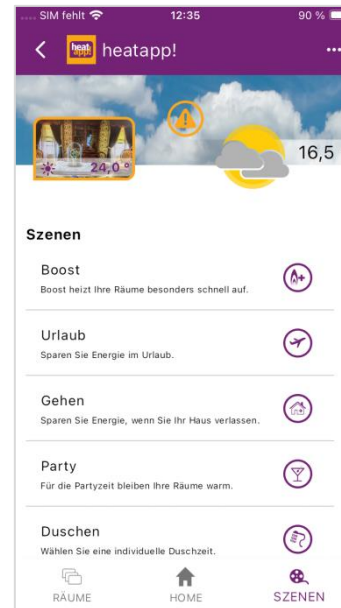 SIM fehlt 12:35 90 %
heat app! heatapp!
24,0 °
16,5
Szenen
Boost
Boost heizt Ihre Räume besonders schnell auf.
Urlaub
Sparen Sie Energie im Urlaub.
Gehen
Sparen Sie Energie, wenn Sie Ihr Haus verlassen.
Party
Für die Partyzeit bleiben Ihre Räume warm.
Duschen
Wählen Sie eine individuelle Duschzeit.
RÄUME HOME SZENEN